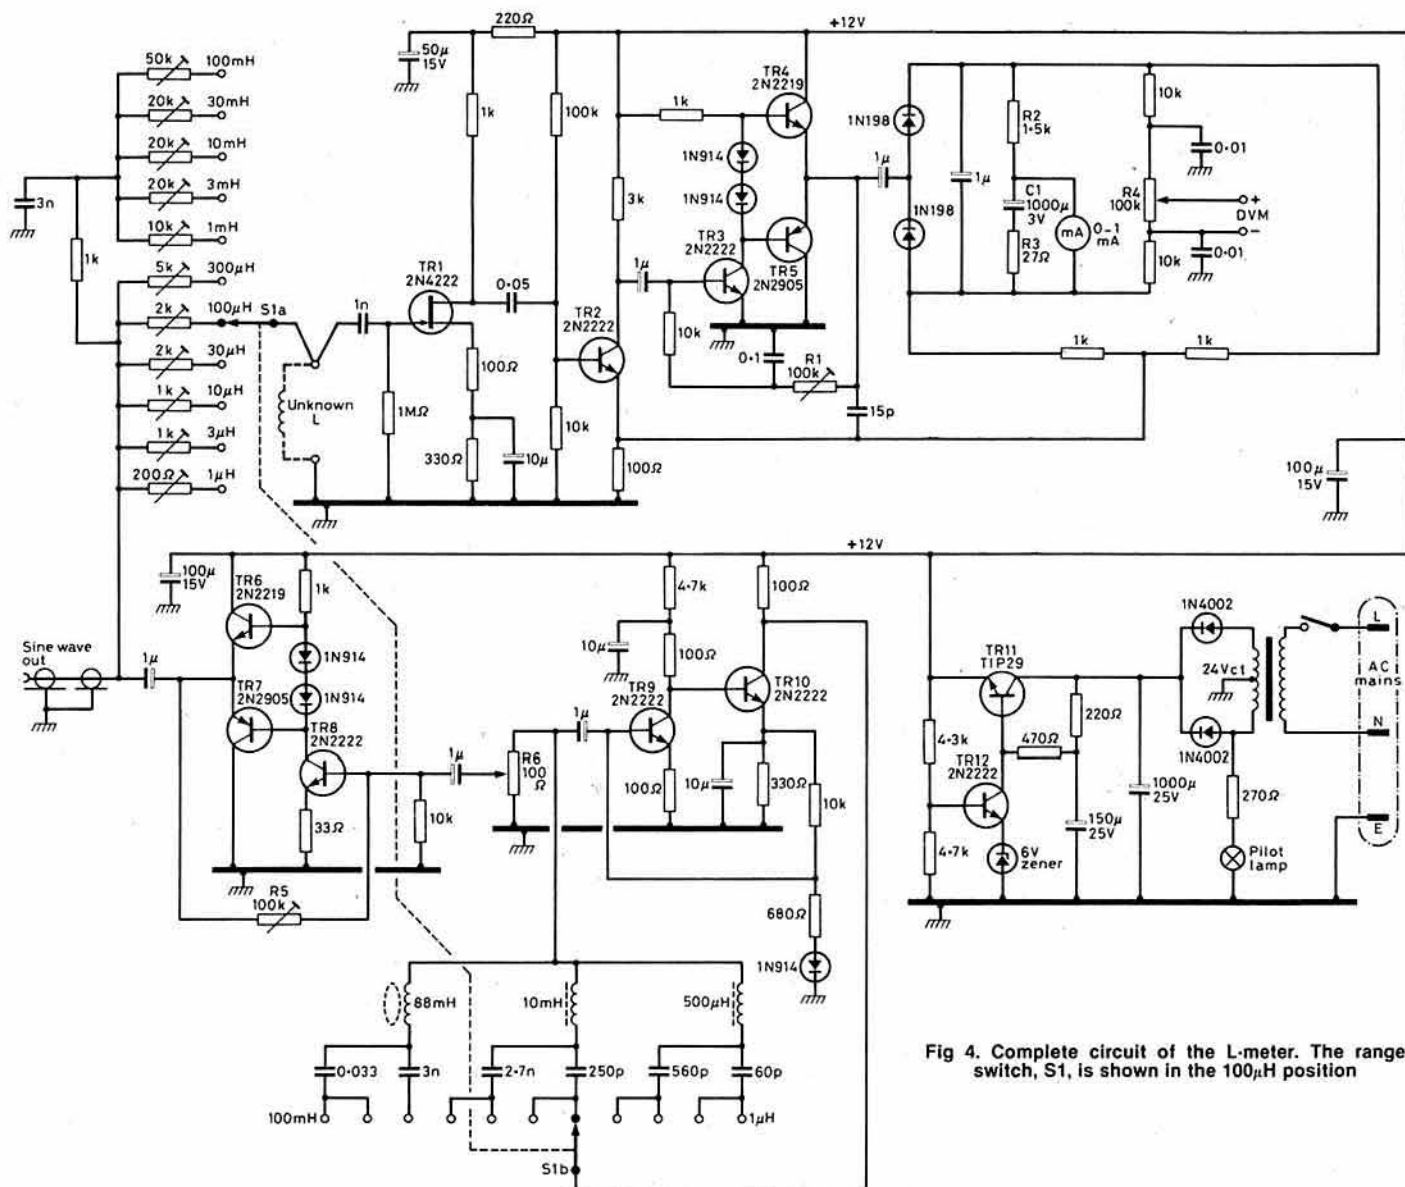 220Ω
+12V
50μ
15V
50k
100mH
20k
30mH
20k
10mH
20k
3mH
10k
1mH
5k
300μH
2k
100μH
S1a
2k
30μH
1k
10μH
1k
3μH
200Ω
1μH
3n
1k
Unknown
L
1n
1MΩ
TR1
2N4222
1k
0·05
100Ω
330Ω
10μ
100k
10k
TR2
2N2222
100Ω
3k
1k
1μ
1N914
1N914
TR3
2N2222
TR4
2N2219
TR5
2N2905
10k
0·1
R1
100k
15p
1μ
1N198
1N198
1μ
R2
1·5k
C1
1000μ
3V
R3
27Ω
mA
0-1
mA
10k
0·01
R4
100k
+
DVM
−
10k
0·01
1k
1k
100μ
15V
+12V
100μ
15V
TR6
2N2219
1k
1N914
1N914
TR7
2N2905
TR8
2N2222
33Ω
Sine wave
out
1μ
R5
100k
10k
1μ
R6
100
Ω
1μ
4·7k
10μ
100Ω
TR9
2N2222
100Ω
100Ω
TR10
2N2222
10μ
330Ω
10k
680Ω
1N914
88mH
10mH
500μH
0·033
3n
2·7n
250p
560p
60p
100mH
1μH
S1b
TR11
TIP29
4·3k
TR12
2N2222
4·7k
470Ω
220Ω
6V
zener
150μ
25V
1000μ
25V
1N4002
24Vct
1N4002
270Ω
Pilot
lamp
L
AC
mains
N
E
Fig 4. Complete circuit of the L-meter. The range
switch, S1, is shown in the 100μH position